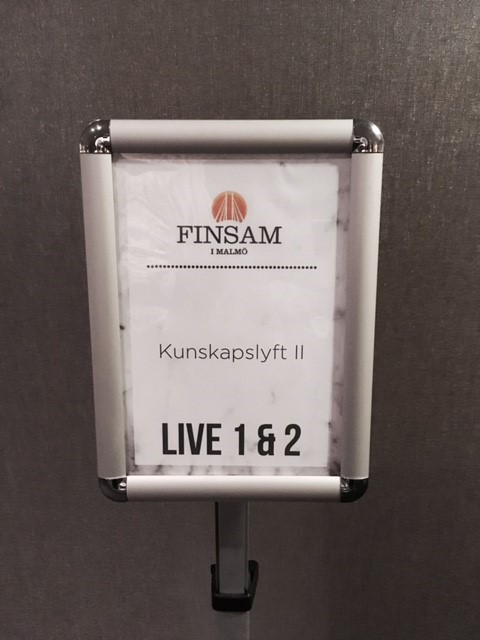 FINSAM
I MALMÖ
Kunskapslyft II
LIVE 1 & 2